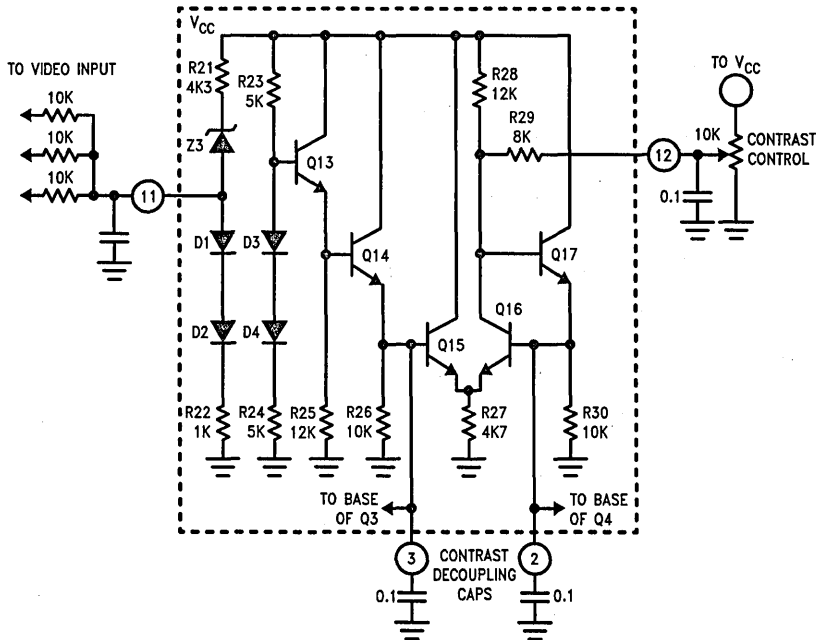 VCC
TO VIDEO INPUT
10K
10K
10K
11
R21
4K3
Z3
D1
D2
R22
1K
R23
5K
D3
D4
R24
5K
Q13
R25
12K
Q14
R26
10K
Q15
Q16
R27
4K7
R28
12K
R29
8K
Q17
R30
10K
12
TO VCC
10K
CONTRAST
CONTROL
0.1
TO BASE
OF Q3
TO BASE
OF Q4
3
CONTRAST
DECOUPLING
CAPS
2
0.1
0.1